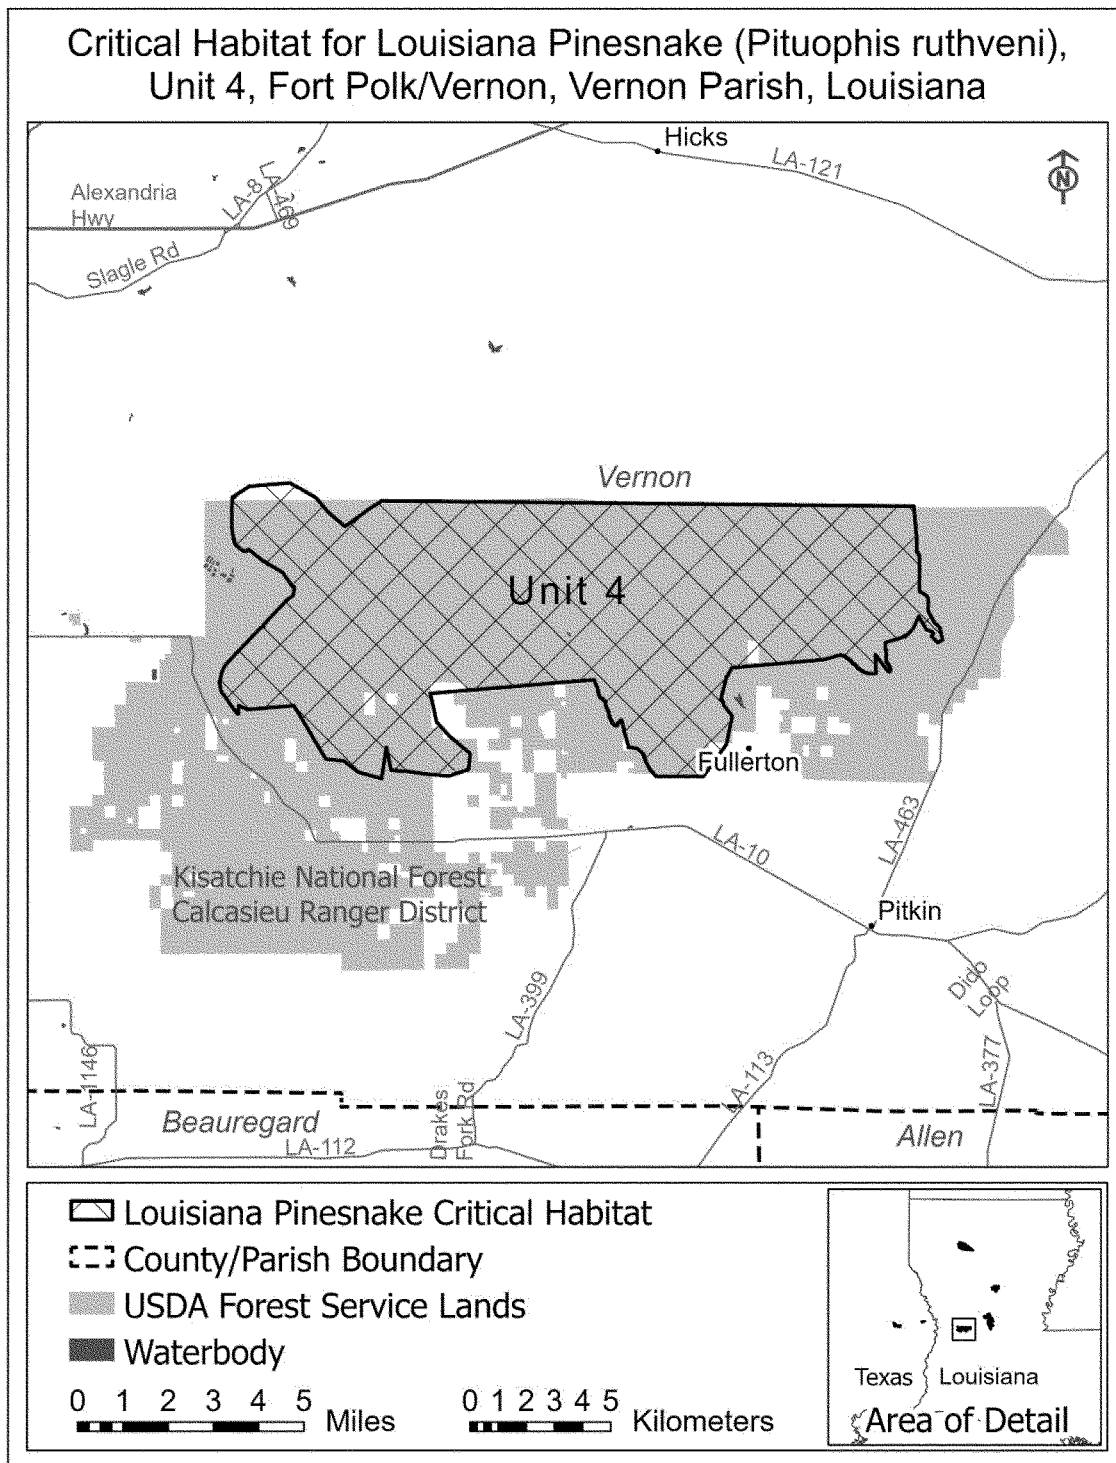 Critical Habitat for Louisiana Pinesnake (Pituophis ruthveni),
Unit 4, Fort Polk/Vernon, Vernon Parish, Louisiana
Hicks
LA-121
N
Alexandria
Hwy
LA-8
LA-469
Slagle Rd
Vernon
Unit 4
Fullerton
LA-10
LA-463
Kisatchie National Forest
Calcasieu Ranger District
Pitkin
Dido
Loop
LA-399
LA-1146
LA-113
LA-377
Drakes
Fork Rd
Beauregard
LA-112
Allen
Louisiana Pinesnake Critical Habitat
County/Parish Boundary
USDA Forest Service Lands
Waterbody
0 1 2 3 4 5
Miles
0 1 2 3 4 5
Kilometers
Texas
Louisiana
Area of Detail